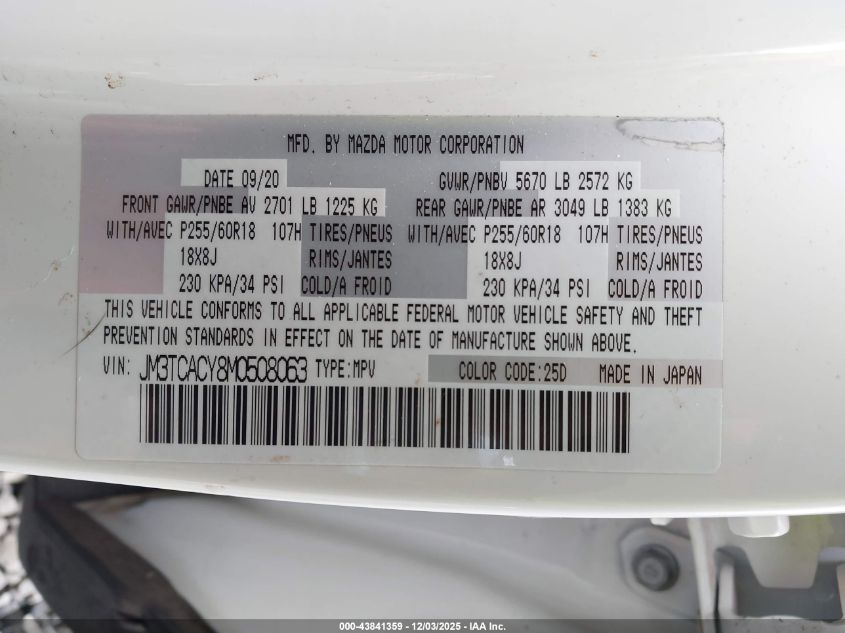 MFD. BY MAZDA MOTOR CORPORATION
DATE 09/20 GVWR/PNBV 5670 LB 2572 KG
FRONT GAWR/PNBE AV 2701 LB 1225 KG REAR GAWR/PNBE AR 3049 LB 1383 KG
WITH/AVEC P255/60R18 107H TIRES/PNEUS WITH/AVEC P255/60R18 107H TIRES/PNEUS
18X8J RIMS/JANTES 18X8J RIMS/JANTES
230 KPA/34 PSI COLD/A FROID 230 KPA/34 PSI COLD/A FROID
THIS VEHICLE CONFORMS TO ALL APPLICABLE FEDERAL MOTOR VEHICLE SAFETY AND THEFT
PREVENTION STANDARDS IN EFFECT ON THE DATE OF MANUFACTURE SHOWN ABOVE.
VIN: JM3TCACY8M0508063 TYPE:MPV COLOR CODE:25D MADE IN JAPAN
000-43841359 - 12/03/2025 - IAA Inc.